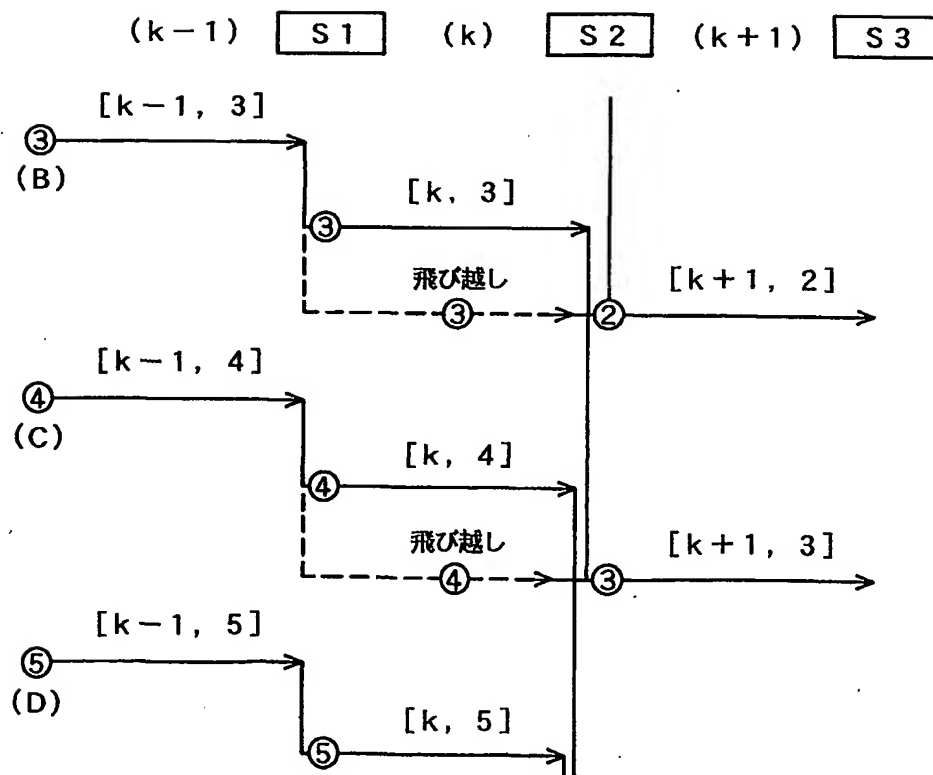 (k-1) S1 (k) S2 (k+1) S3
[k-1, 3]
③
(B)
[k, 3]
③
飛び越し
③
②
[k+1, 2]
[k-1, 4]
④
(C)
[k, 4]
④
飛び越し
④
③
[k+1, 3]
[k-1, 5]
⑤
(D)
[k, 5]
⑤